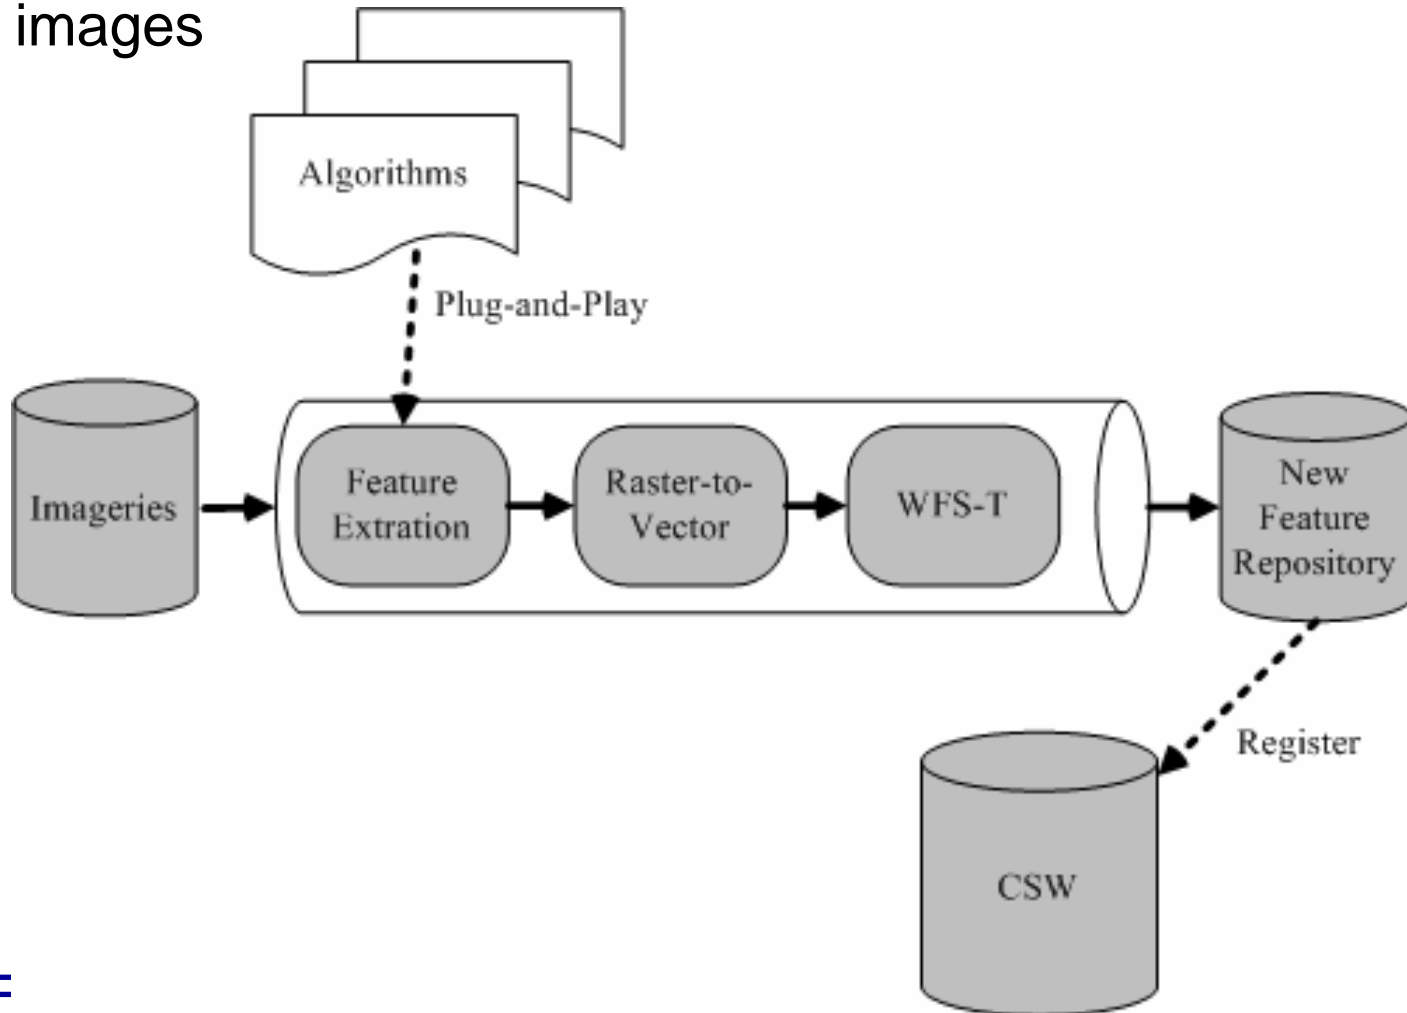 images
Algorithms
Plug-and-Play
Imageries
Feature
Extration
Raster-to-
Vector
WFS-T
New
Feature
Repository
Register
CSW